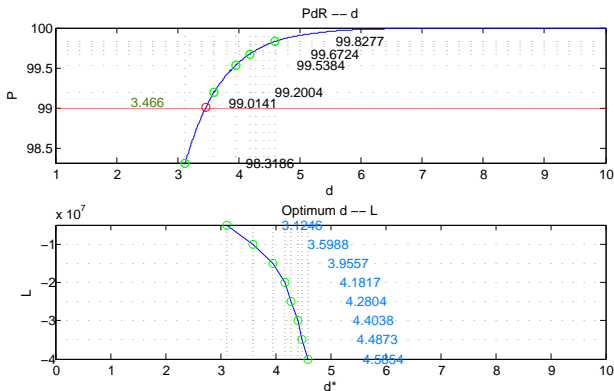 PdR -- d
100
99.8277
99.6724
99.5
99.5384
99.2004
3.466
99.0141
99
98.5
98.3186
P
1 2 3 4 5 6 7 8 9 10
d
x 10^7
Optimum d -- L
3.1246
-1
3.5988
3.9557
-2
4.1817
4.2804
-3
4.4038
4.4873
-4
4.5854
L
0 1 2 3 4 5 6 7 8 9 10
d*